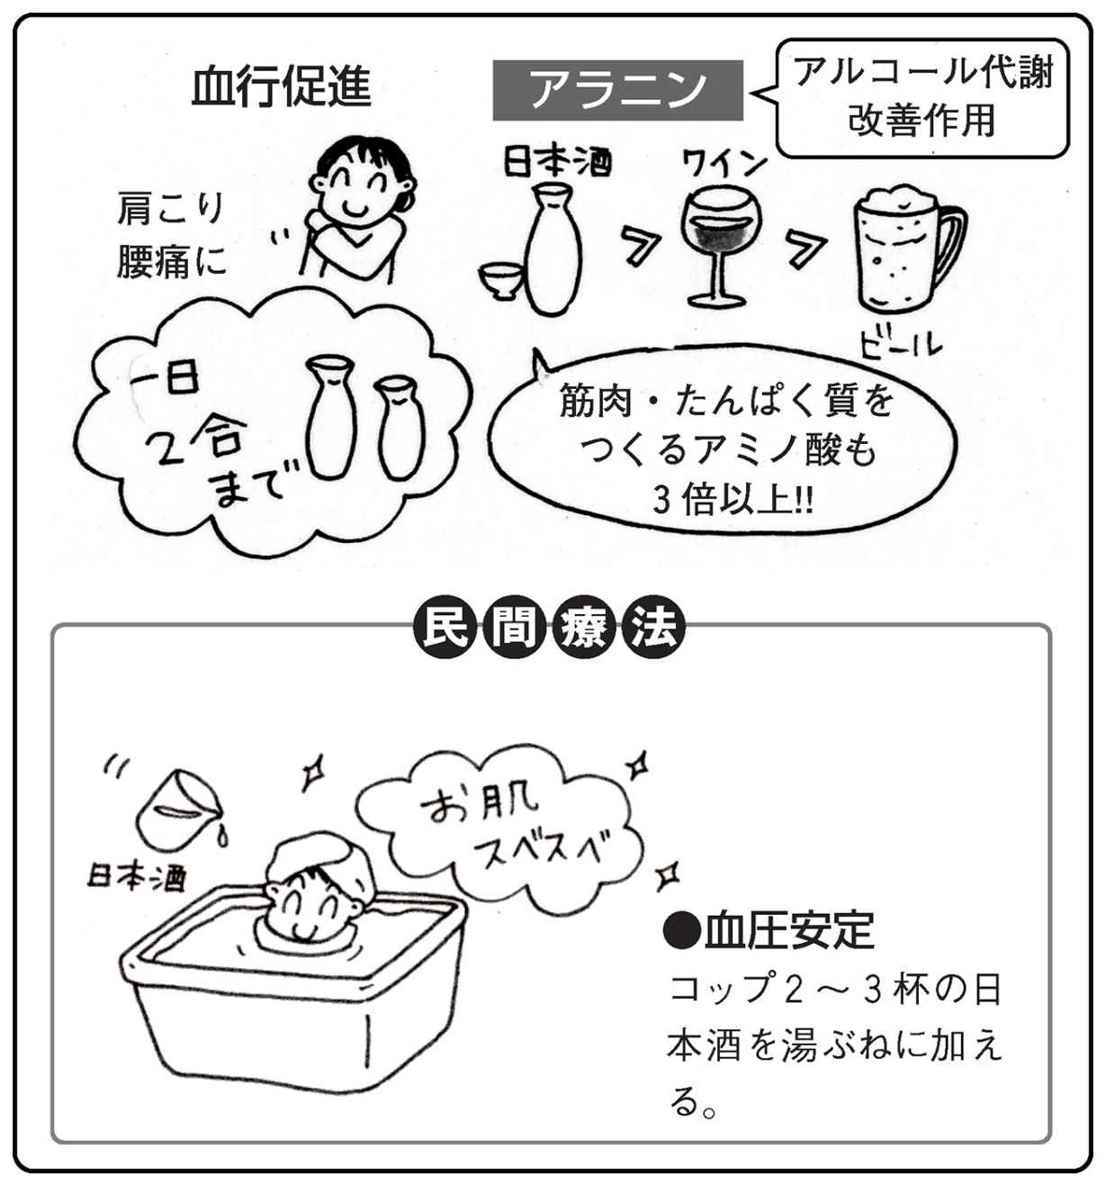 血行促進
肩こり
腰痛に
一日
2合
まで
アラニン
アルコール代謝
改善作用
日本酒
ワイン
ビール
>
>
筋肉・たんぱく質を
つくるアミノ酸も
3倍以上!!
民間療法
日本酒
お肌
スベスベ
●血圧安定
コップ2〜3杯の日
本酒を湯ぶねに加え
る。